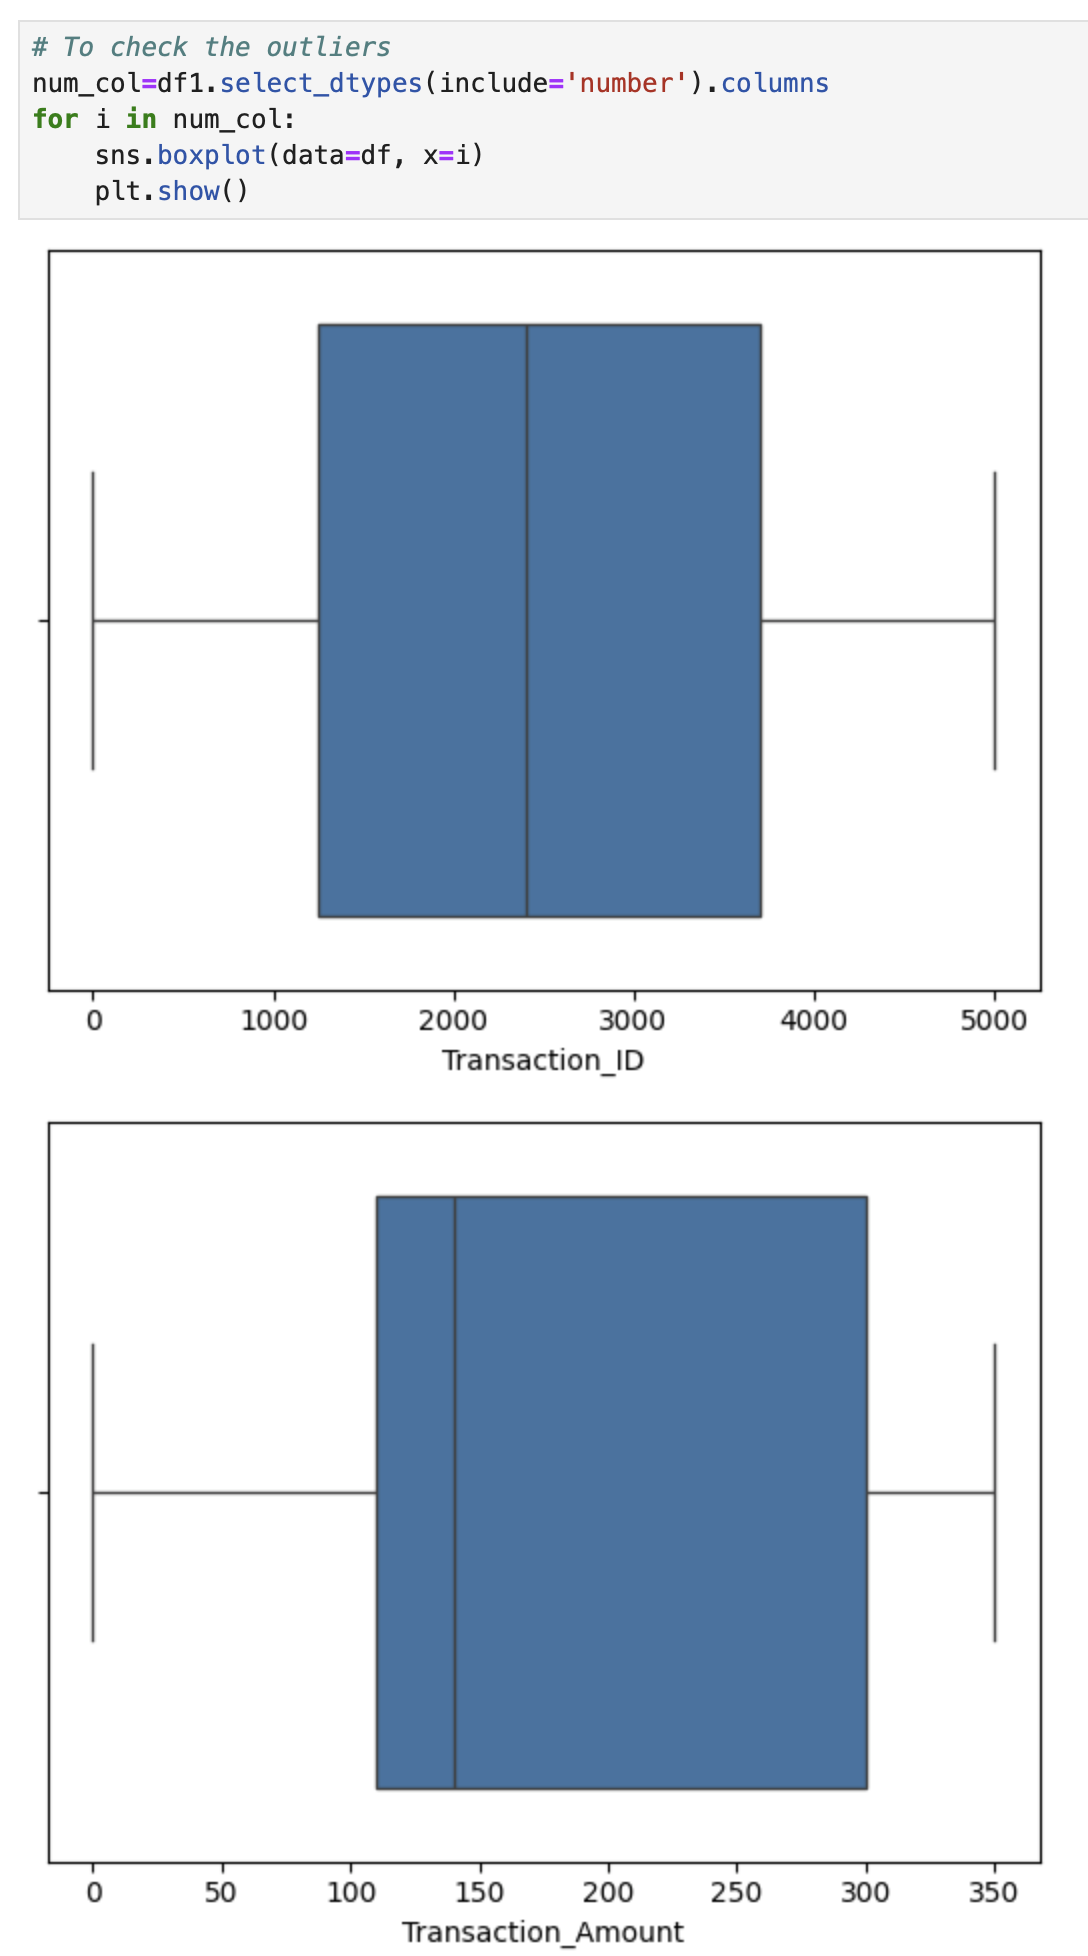 # To check the outliers
num_col=df1.select_dtypes(include='number').columns
for i in num_col:
    sns.boxplot(data=df, x=i)
    plt.show()
0 1000 2000 3000 4000 5000
Transaction_ID
0 50 100 150 200 250 300 350
Transaction_Amount